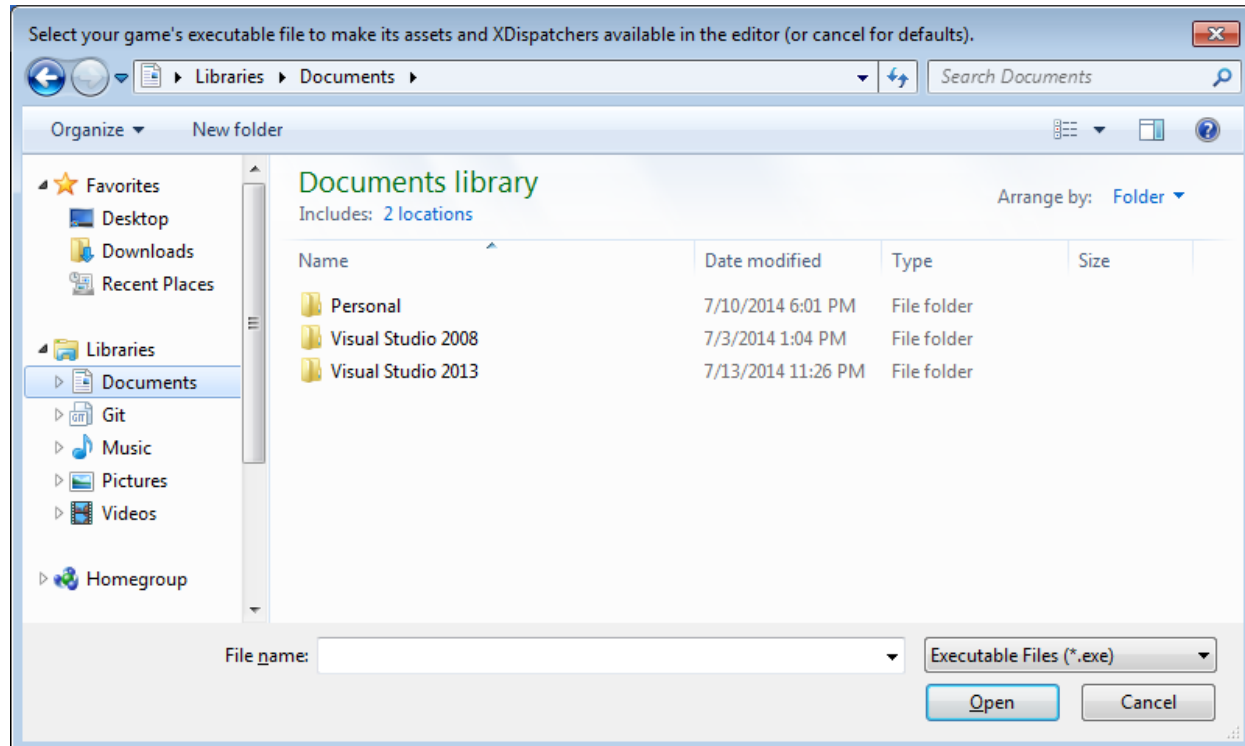 Select your game's executable file to make its assets and XDispatchers available in the editor (or cancel for defaults).
Libraries Documents
Search Documents
Organize New folder
Favorites
Desktop
Downloads
Recent Places
Libraries
Documents
Git
Music
Pictures
Videos
Homegroup
Documents library
Includes: 2 locations
Arrange by: Folder
Name Date modified Type Size
Personal 7/10/2014 6:01 PM File folder
Visual Studio 2008 7/3/2014 1:04 PM File folder
Visual Studio 2013 7/13/2014 11:26 PM File folder
File name:
Executable Files (*.exe)
Open Cancel